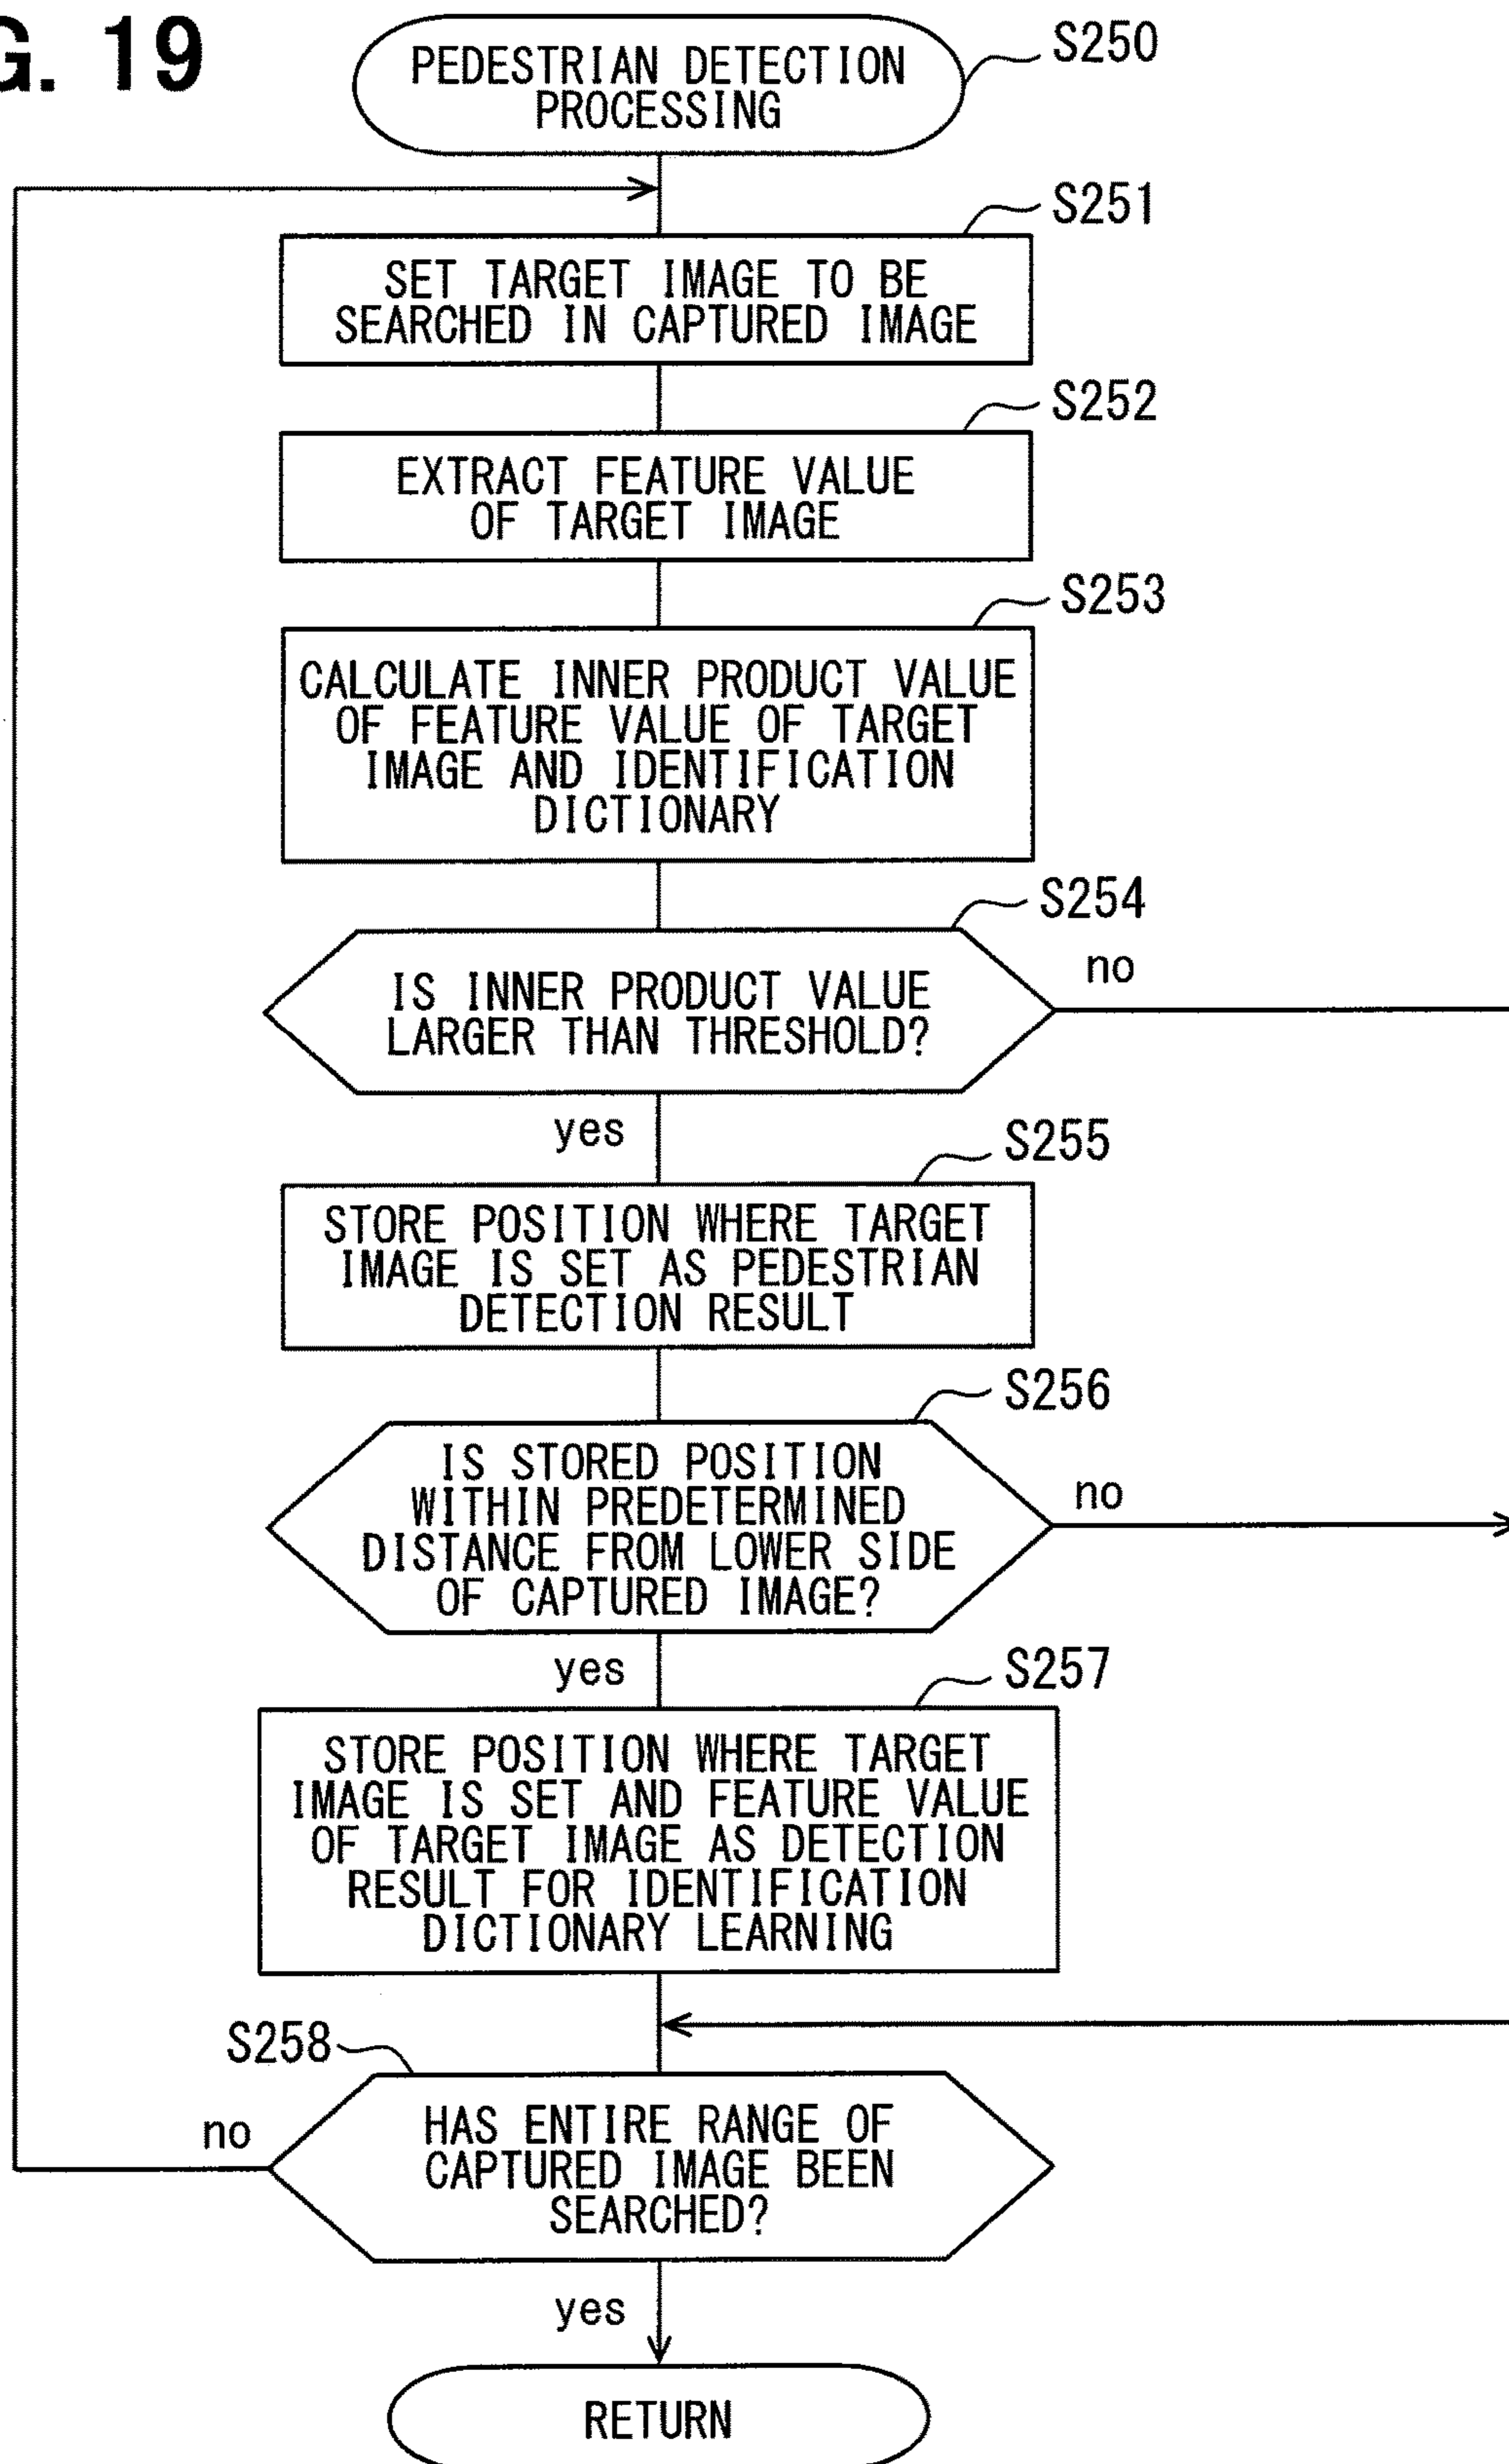 G. 19
PEDESTRIAN DETECTION
PROCESSING
S250
S251
SET TARGET IMAGE TO BE
SEARCHED IN CAPTURED IMAGE
S252
EXTRACT FEATURE VALUE
OF TARGET IMAGE
S253
CALCULATE INNER PRODUCT VALUE
OF FEATURE VALUE OF TARGET
IMAGE AND IDENTIFICATION
DICTIONARY
S254
IS INNER PRODUCT VALUE
LARGER THAN THRESHOLD?
no
yes
S255
STORE POSITION WHERE TARGET
IMAGE IS SET AS PEDESTRIAN
DETECTION RESULT
S256
IS STORED POSITION
WITHIN PREDETERMINED
DISTANCE FROM LOWER SIDE
OF CAPTURED IMAGE?
no
yes
S257
STORE POSITION WHERE TARGET
IMAGE IS SET AND FEATURE VALUE
OF TARGET IMAGE AS DETECTION
RESULT FOR IDENTIFICATION
DICTIONARY LEARNING
S258
no
HAS ENTIRE RANGE OF
CAPTURED IMAGE BEEN
SEARCHED?
yes
RETURN